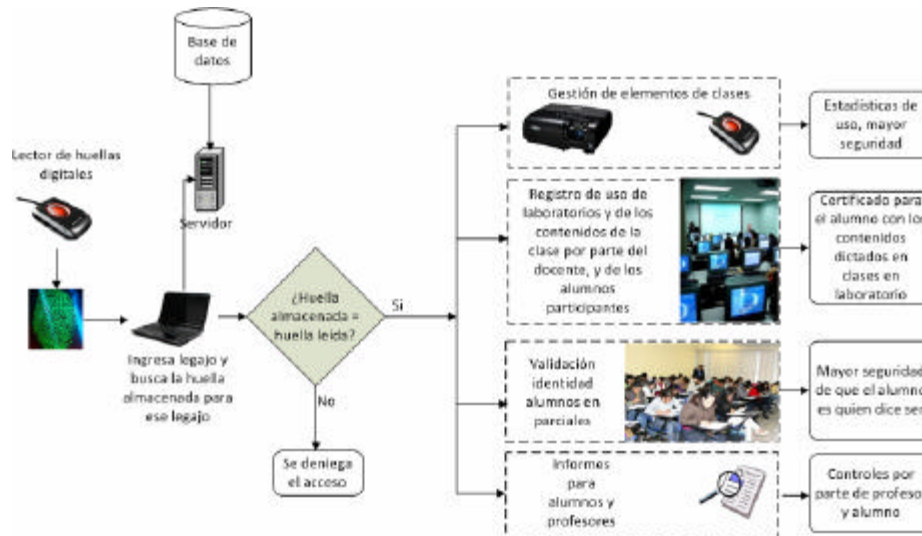 Base de
datos
Lector de huellas
digitales
Servidor
Ingresa legajo y
busca la huella
almacenada para
ese legajo
¿Huella
almacenada =
huella leída?
Si
No
Se deniega
el acceso
Gestión de elementos de clases
Estadísticas de
uso, mayor
seguridad
Registro de uso de
laboratorios y de los
contenidos de la
clase por parte del
docente, y de los
alumnos
participantes
Certificado para
el alumno con los
contenidos
dictados en
clases en
laboratorio
Validación
identidad
alumnos en
parciales
Mayor seguridad
de que el alumno
es quien dice ser
Informes
para
alumnos y
profesores
Controles por
parte de profesor
y alumno